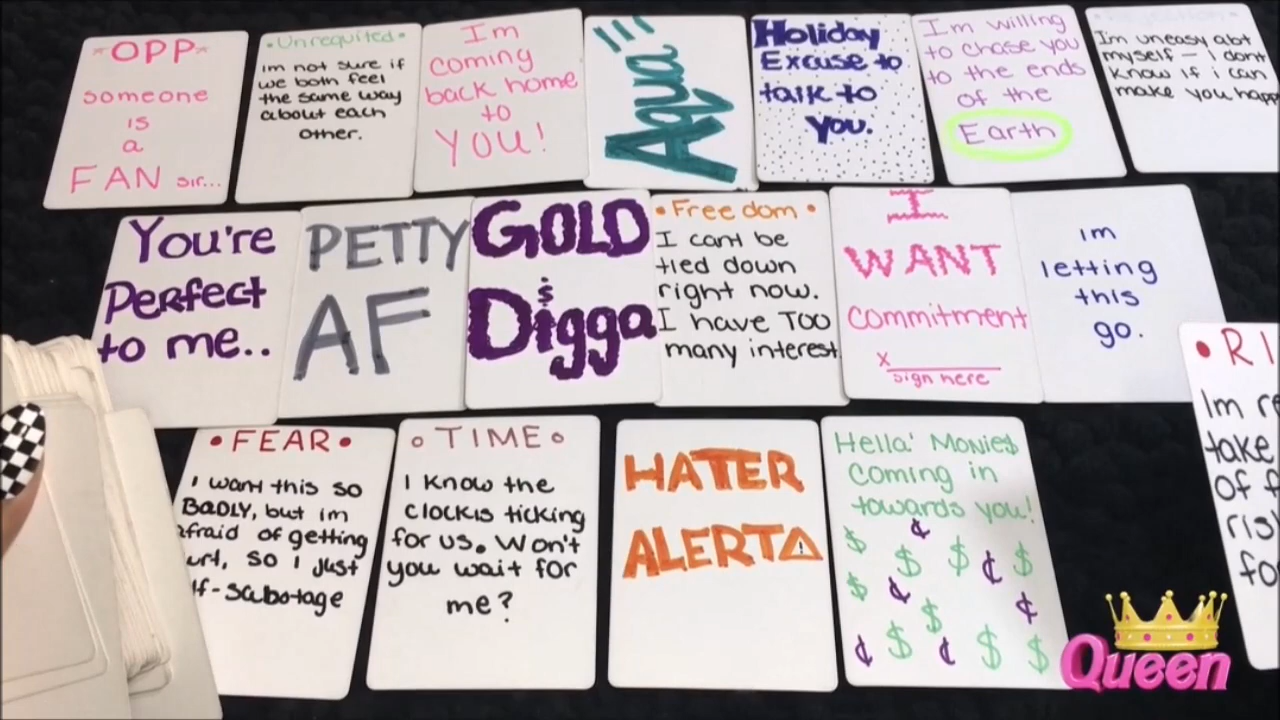 *OPP*
someone
is
a
FAN sir...
•Unrequited•
im not sure if
we both feel
the same way
about each
other.
Im
coming
back home
to
YOU!
Aqua
Holiday
Excuse to
talk to
You.
Im willing
to chase you
to the ends
of the
Earth
Im uneasy abt
myself - i dont
know if i can
make you
You're
Perfect
to me..
PETTY
AF
GOLD
$
Digga
•Freedom•
I cant be
tied down
right now.
I have TOO
many interest
I
WANT
commitment
x
sign here
im
letting
this
go.
• RI
Im
take
of
for
•FEAR•
I want this so
BADLY, but im
afraid of getting
so I just
-sabotage
○TIME○
I know the
clock is ticking
for us. Won't
you wait for
me?
HATER
ALERT⚠
Hella' Monie$
coming in
towards you!
$ ¢ $ $ ¢ $
$ ¢ $ ¢
¢ $ ¢ $ $
Queen